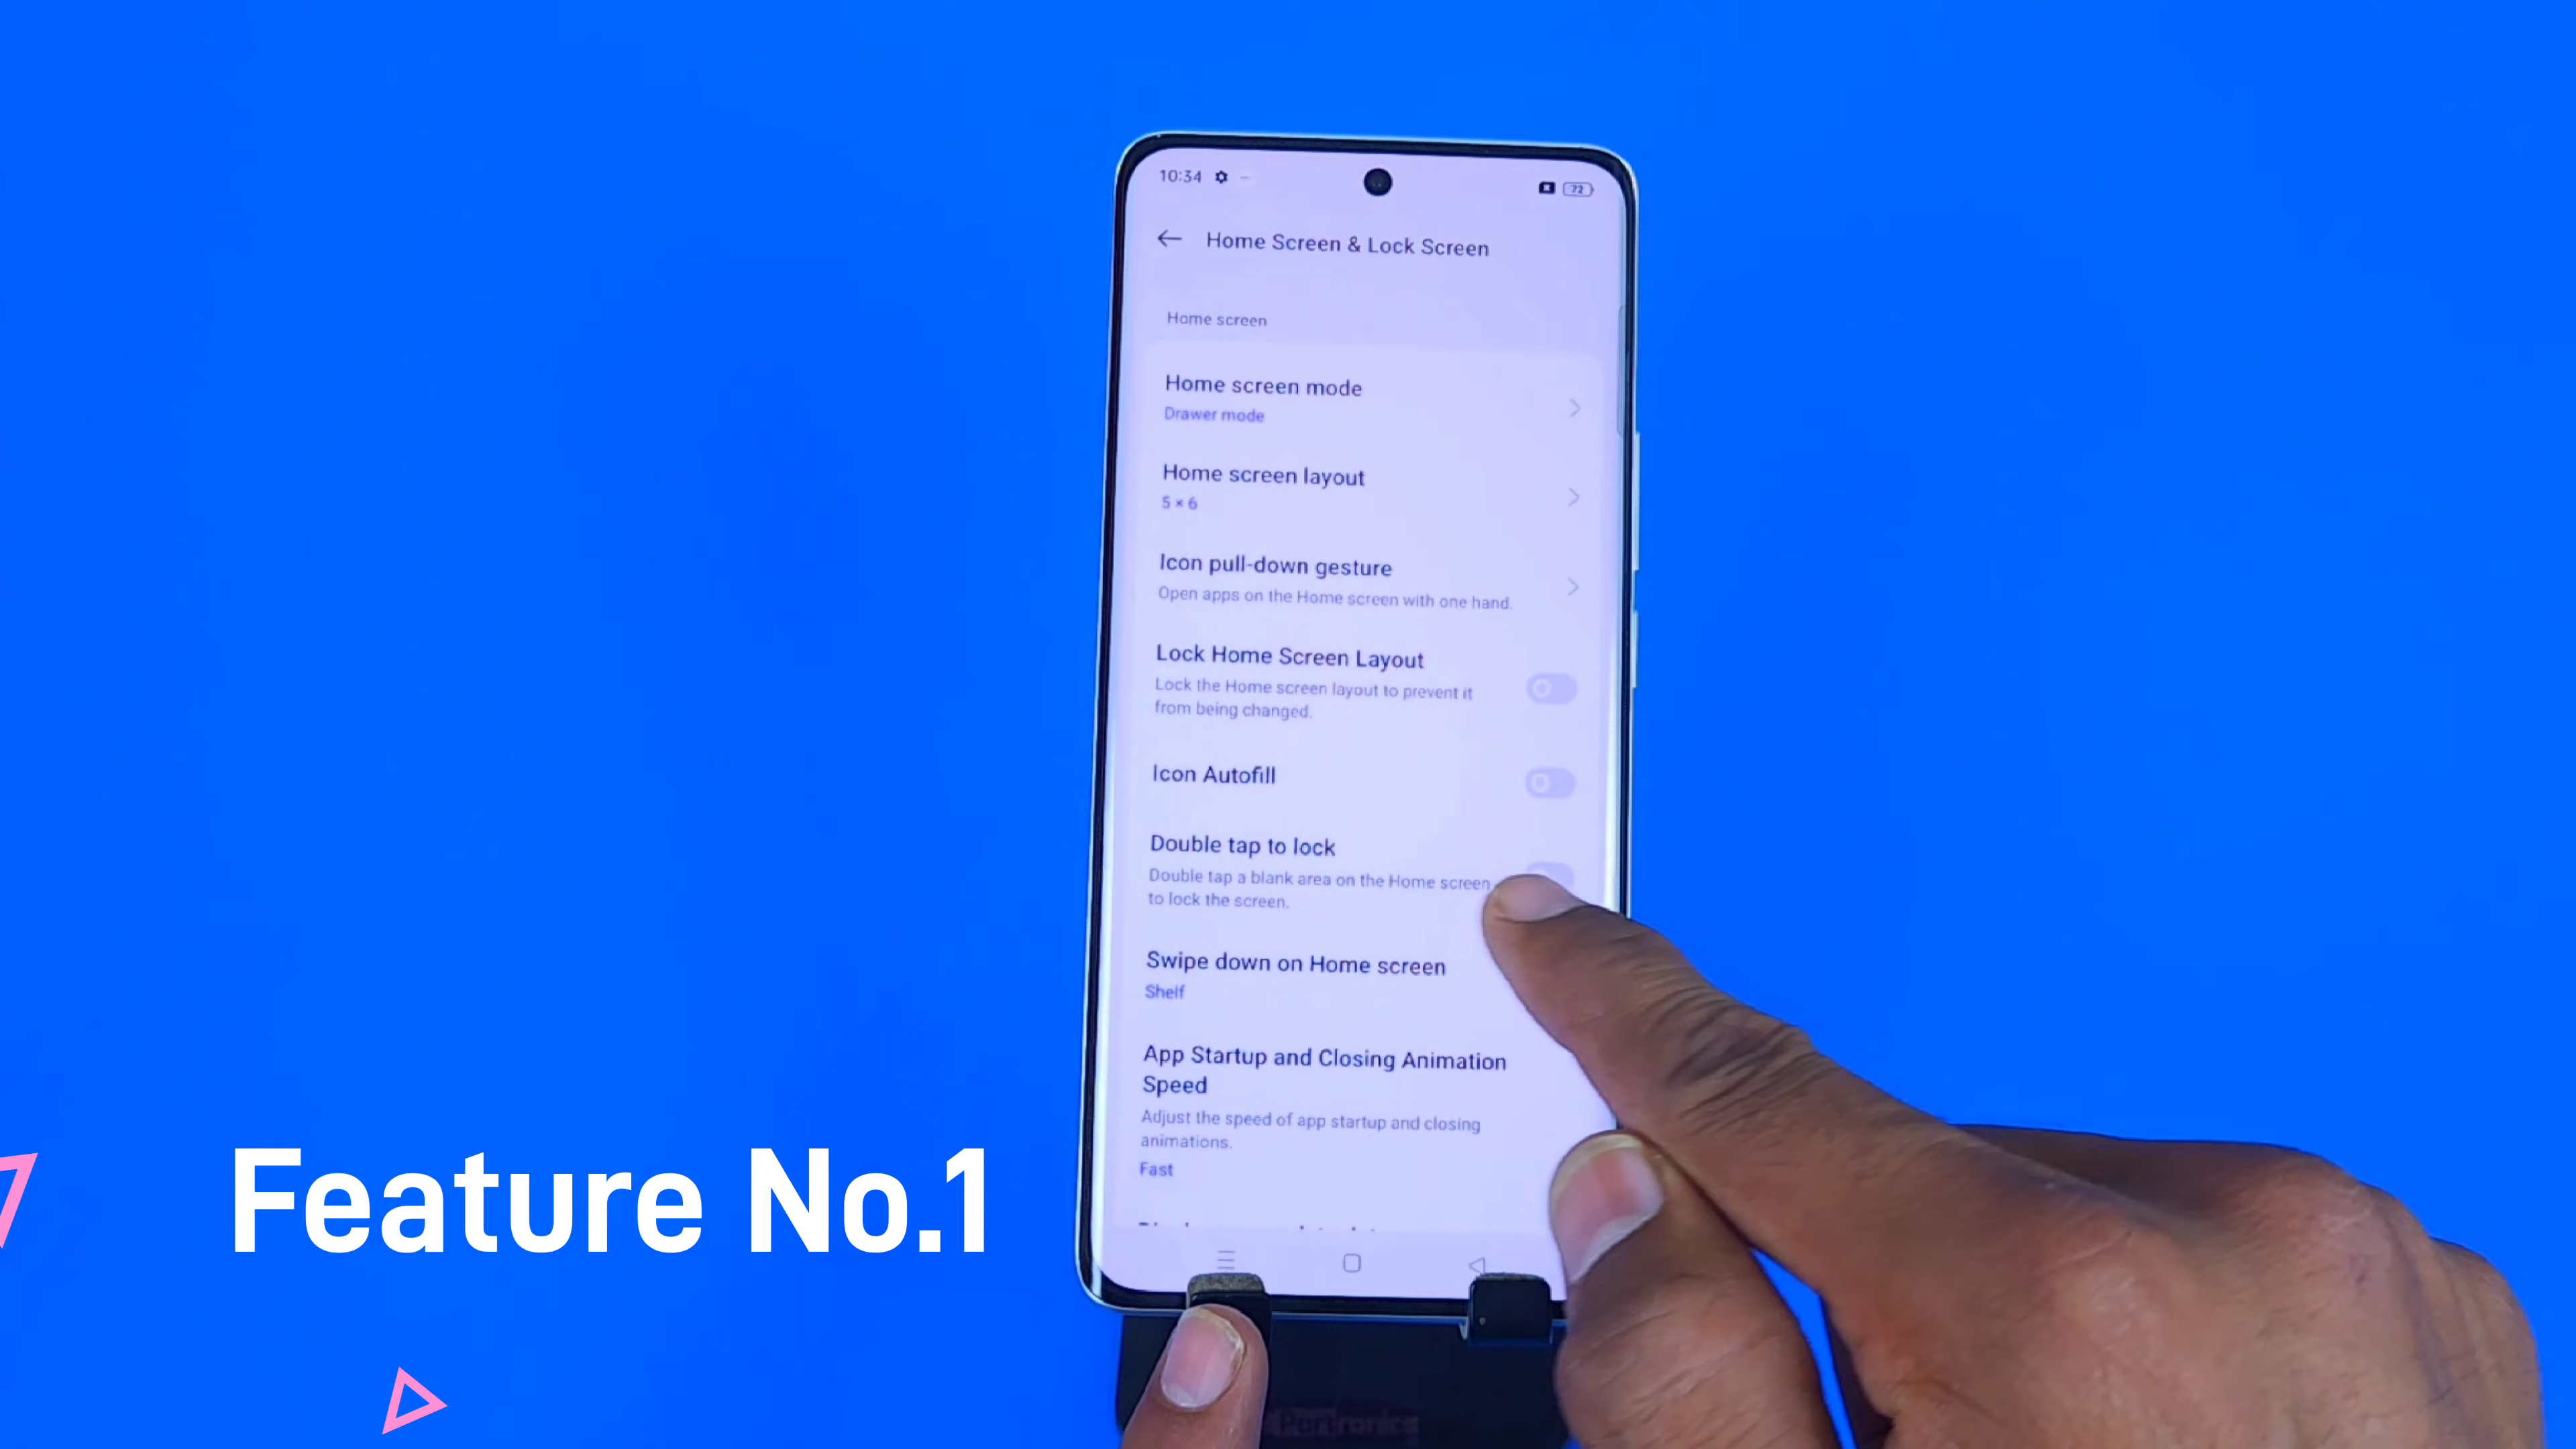 10:34
72
Home Screen & Lock Screen
Home screen
Home screen mode
Drawer mode
Home screen layout
5 × 6
Icon pull-down gesture
Open apps on the Home screen with one hand.
Lock Home Screen Layout
Lock the Home screen layout to prevent it
from being changed.
Icon Autofill
Double tap to lock
Double tap a blank area on the Home screen
to lock the screen.
Swipe down on Home screen
Shelf
App Startup and Closing Animation
Speed
Adjust the speed of app startup and closing
animations.
Fast
Feature No.1
Portronics